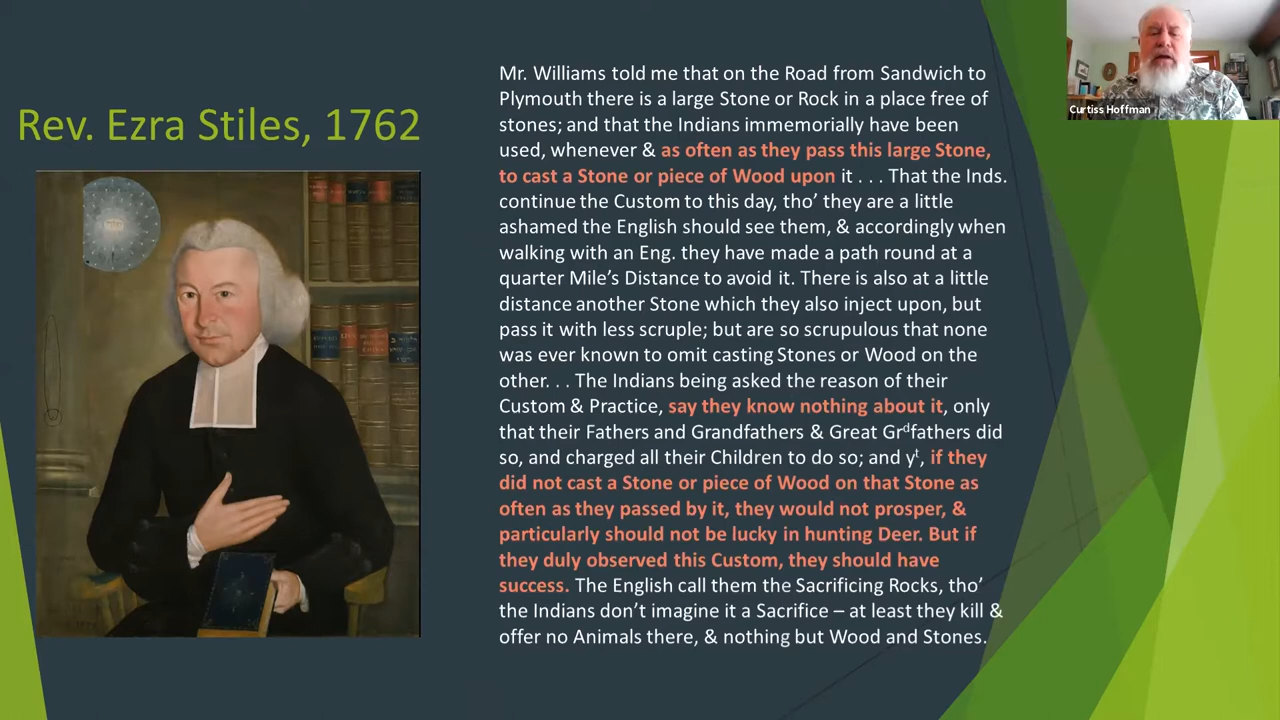 Rev. Ezra Stiles, 1762
Mr. Williams told me that on the Road from Sandwich to
Plymouth there is a large Stone or Rock in a place free of
stones; and that the Indians immemorially have been
used, whenever & as often as they pass this large Stone,
to cast a Stone or piece of Wood upon it . . . That the Inds.
continue the Custom to this day, tho’ they are a little
ashamed the English should see them, & accordingly when
walking with an Eng. they have made a path round at a
quarter Mile’s Distance to avoid it. There is also at a little
distance another Stone which they also inject upon, but
pass it with less scruple; but are so scrupulous that none
was ever known to omit casting Stones or Wood on the
other. . . The Indians being asked the reason of their
Custom & Practice, say they know nothing about it, only
that their Fathers and Grandfathers & Great Grᵈfathers did
so, and charged all their Children to do so; and yᵗ, if they
did not cast a Stone or piece of Wood on that Stone as
often as they passed by it, they would not prosper, &
particularly should not be lucky in hunting Deer. But if
they duly observed this Custom, they should have
success. The English call them the Sacrificing Rocks, tho’
the Indians don’t imagine it a Sacrifice – at least they kill &
offer no Animals there, & nothing but Wood and Stones.
Curtiss Hoffman